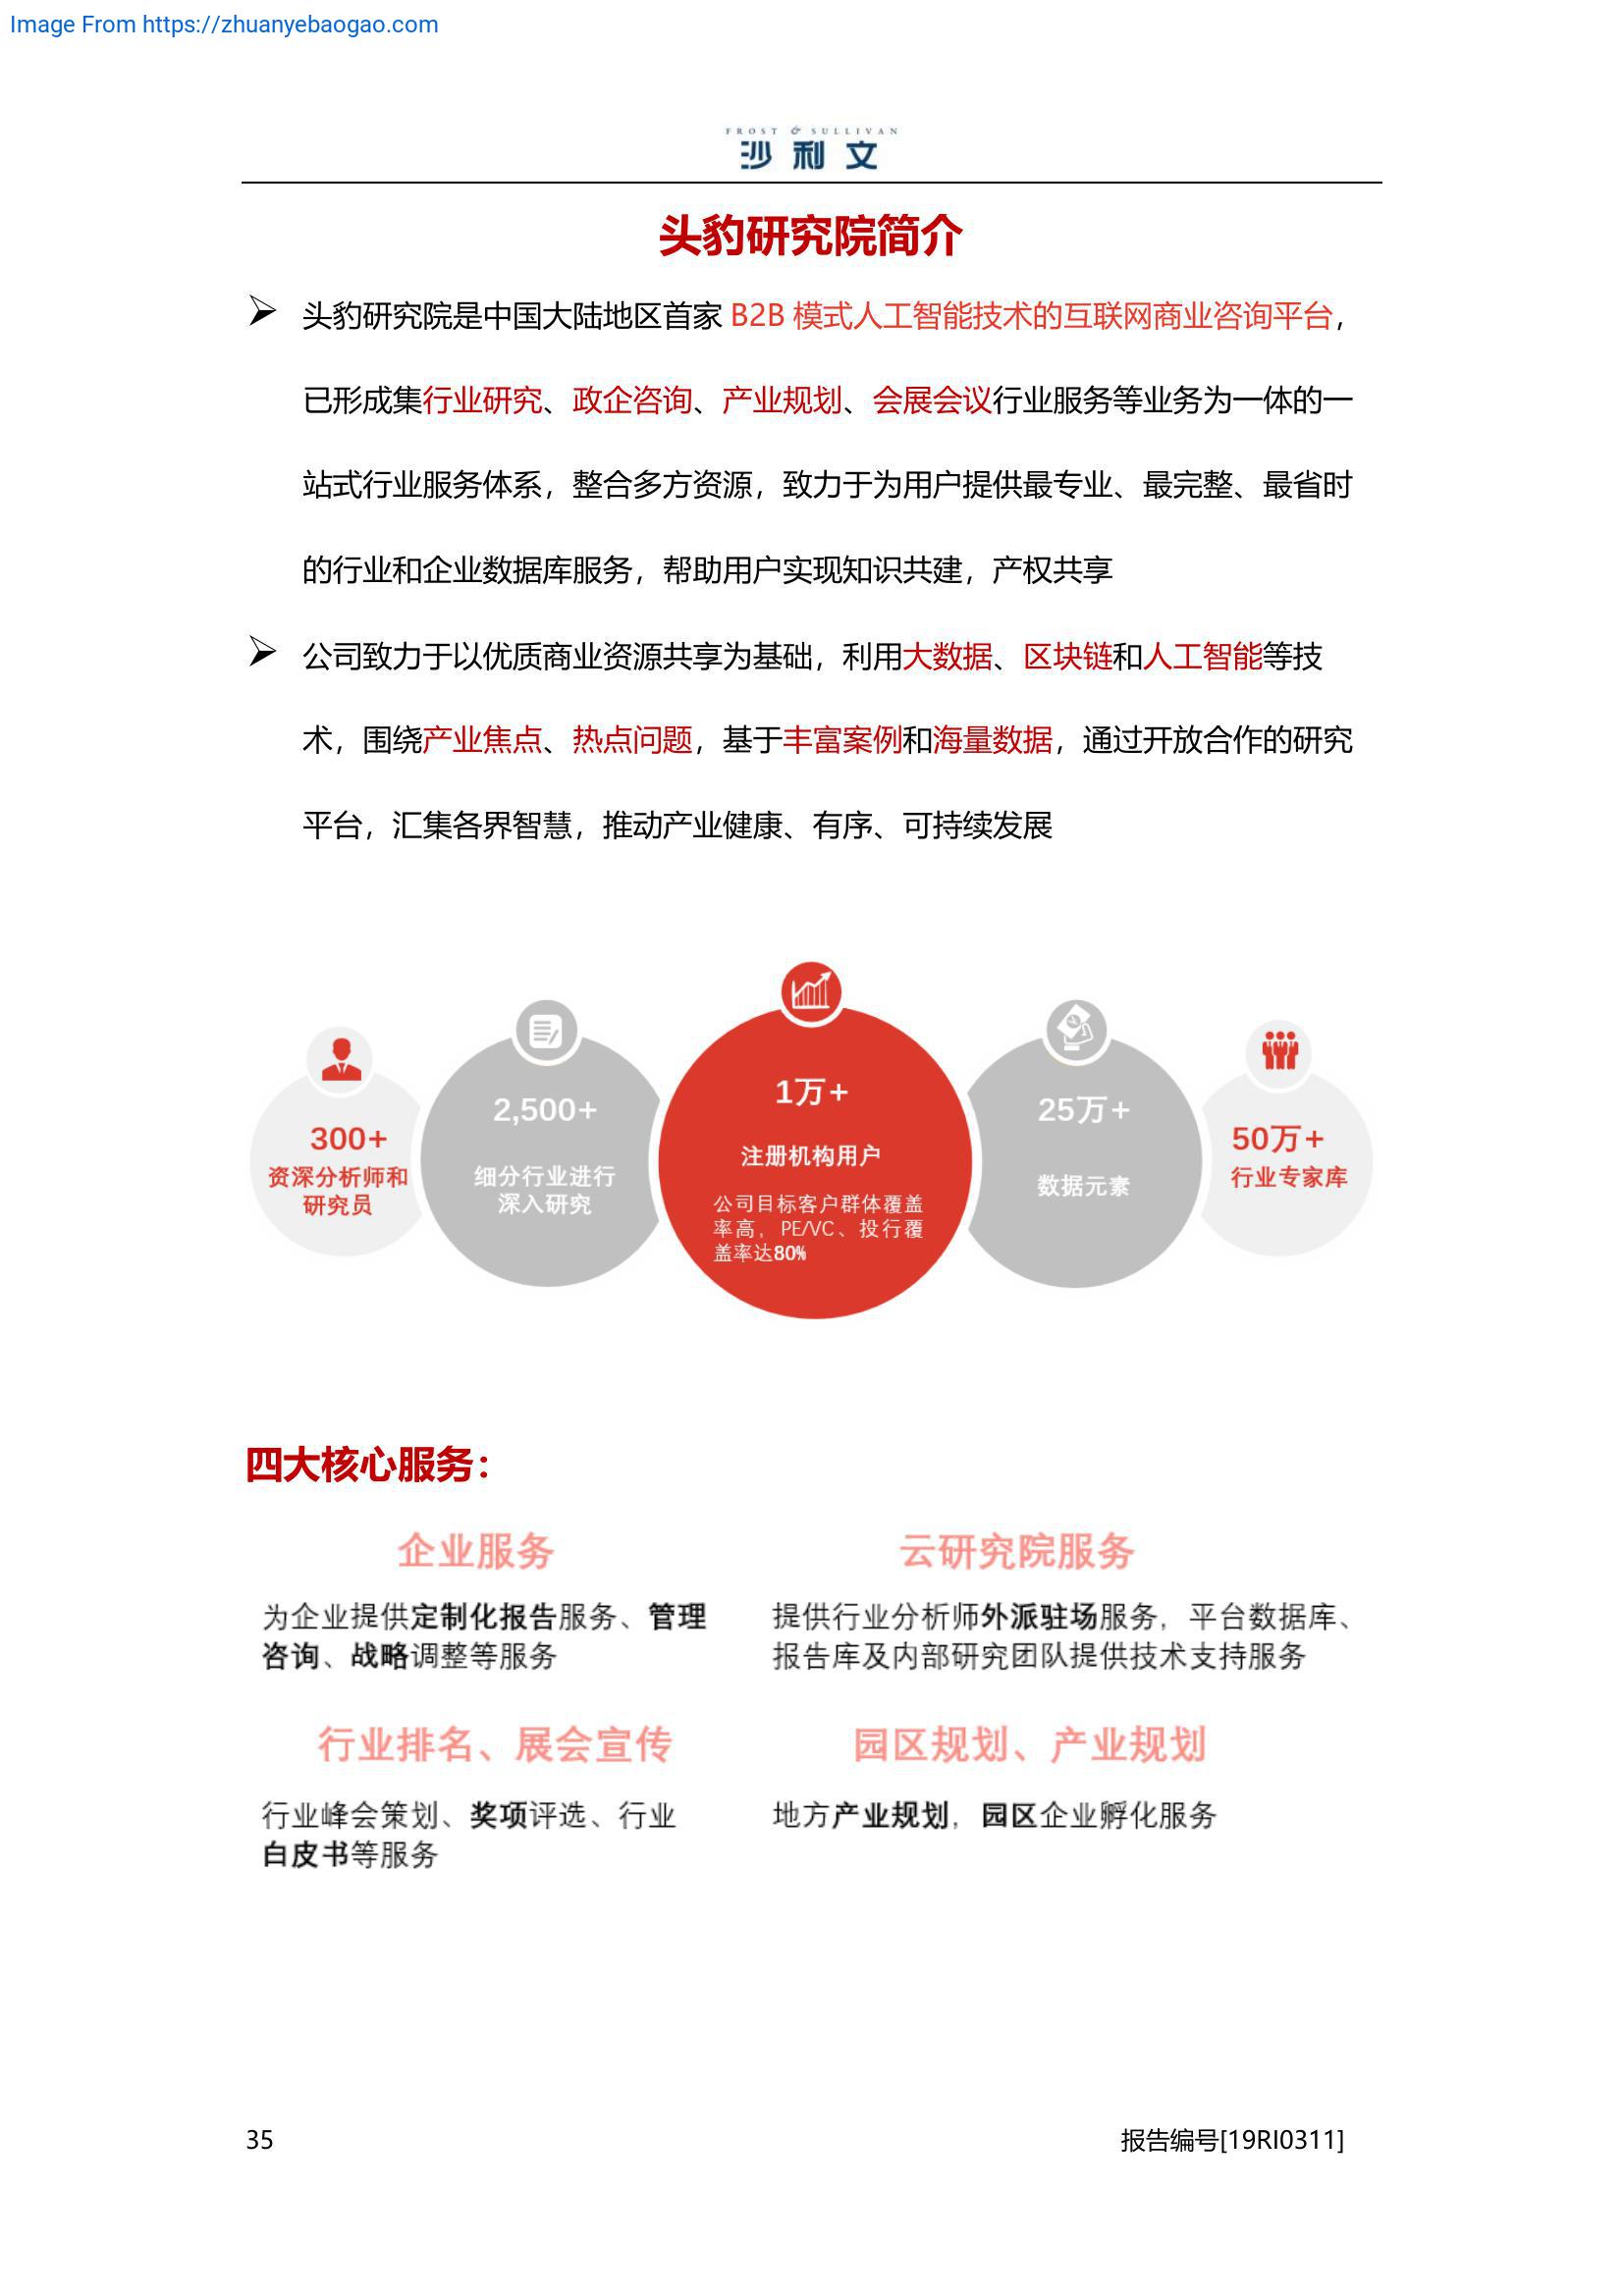 Image From https://zhuanyebaogao.com
FROST & SULLIVAN
沙利文
头豹研究院简介
头豹研究院是中国大陆地区首家 B2B 模式人工智能技术的互联网商业咨询平台，
已形成集行业研究、政企咨询、产业规划、会展会议行业服务等业务为一体的一
站式行业服务体系，整合多方资源，致力于为用户提供最专业、最完整、最省时
的行业和企业数据库服务，帮助用户实现知识共建，产权共享
公司致力于以优质商业资源共享为基础，利用大数据、区块链和人工智能等技
术，围绕产业焦点、热点问题，基于丰富案例和海量数据，通过开放合作的研究
平台，汇集各界智慧，推动产业健康、有序、可持续发展
300+
资深分析师和
研究员
2,500+
细分行业进行
深入研究
1万+
注册机构用户
公司目标客户群体覆盖
率高，PE/VC、投行覆
盖率达80%
25万+
数据元素
50万+
行业专家库
四大核心服务：
企业服务
为企业提供定制化报告服务、管理
咨询、战略调整等服务
云研究院服务
提供行业分析师外派驻场服务，平台数据库、
报告库及内部研究团队提供技术支持服务
行业排名、展会宣传
行业峰会策划、奖项评选、行业
白皮书等服务
园区规划、产业规划
地方产业规划，园区企业孵化服务
35
报告编号[19RI0311]